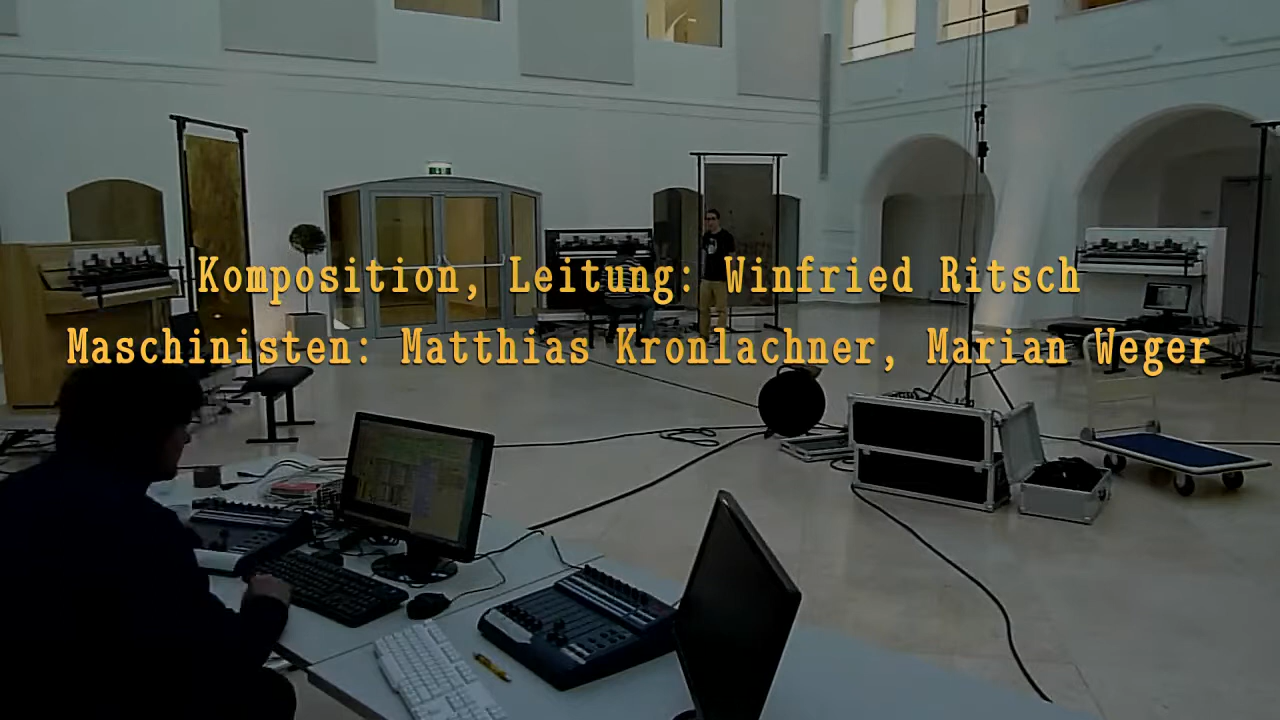 Komposition, Leitung: Winfried Ritsch
Maschinisten: Matthias Kronlachner, Marian Weger